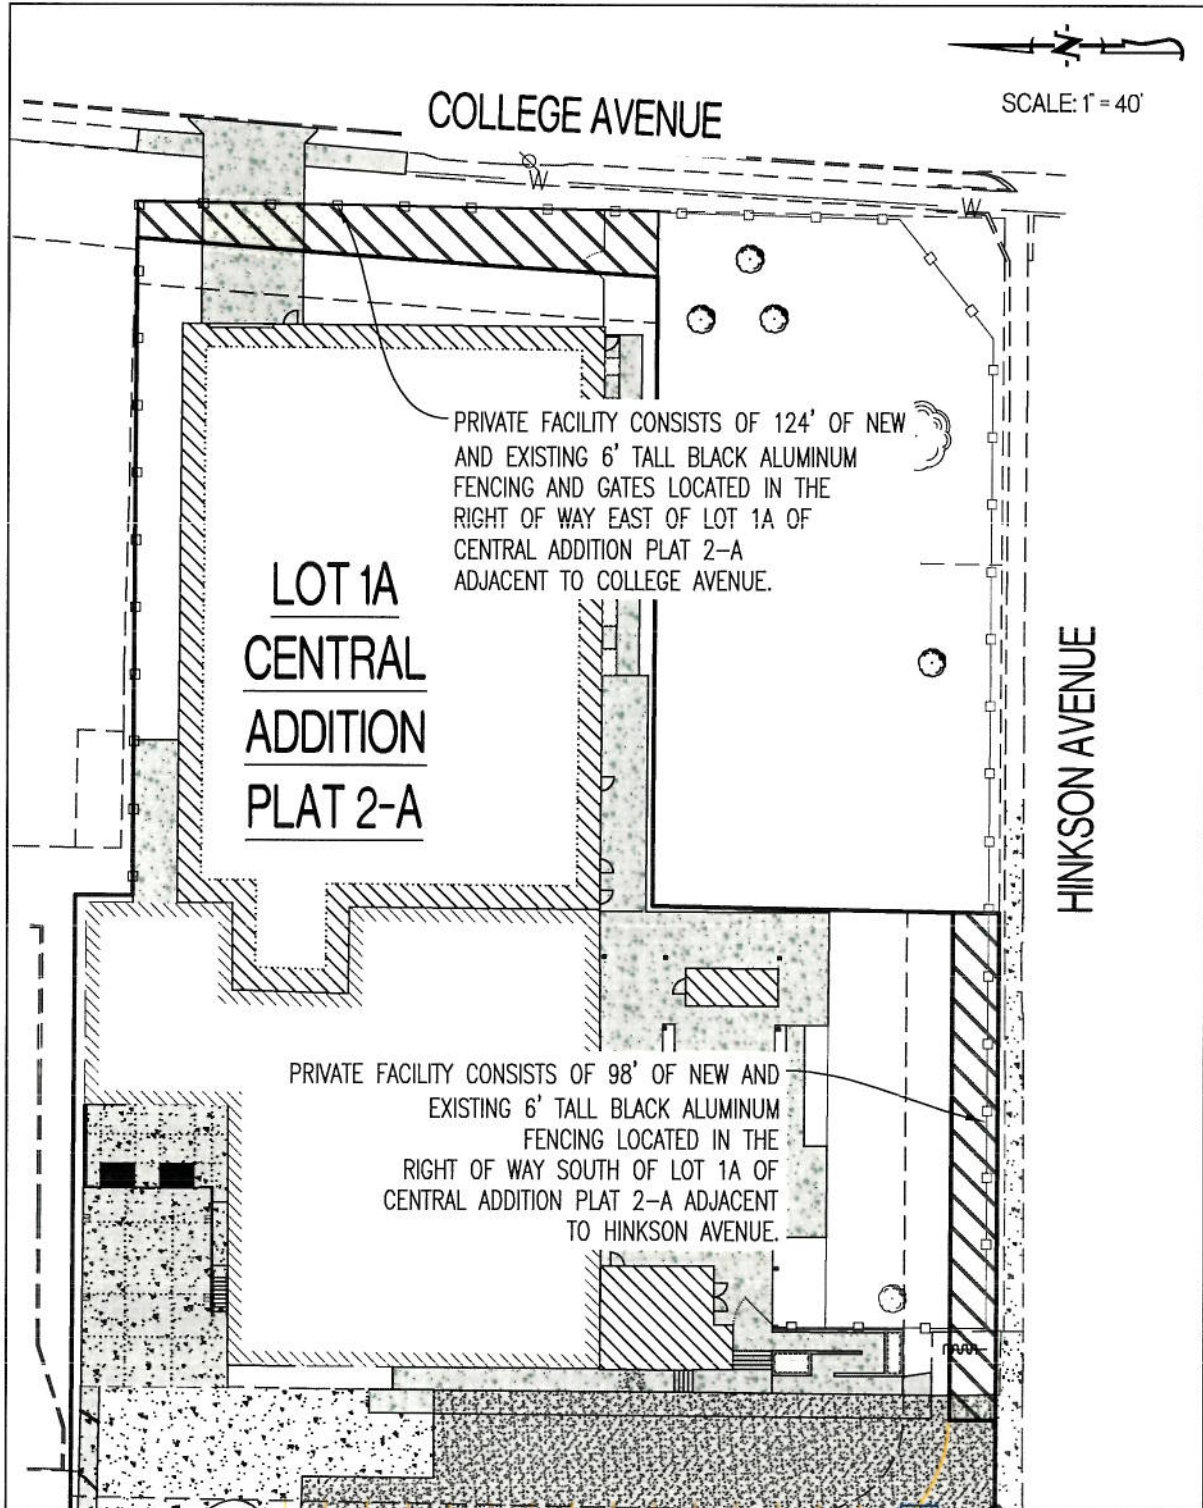 N
SCALE: 1" = 40'
COLLEGE AVENUE
W
W
PRIVATE FACILITY CONSISTS OF 124' OF NEW
AND EXISTING 6' TALL BLACK ALUMINUM
FENCING AND GATES LOCATED IN THE
RIGHT OF WAY EAST OF LOT 1A OF
CENTRAL ADDITION PLAT 2-A
ADJACENT TO COLLEGE AVENUE.
LOT 1A
CENTRAL
ADDITION
PLAT 2-A
HINKSON AVENUE
PRIVATE FACILITY CONSISTS OF 98' OF NEW AND
EXISTING 6' TALL BLACK ALUMINUM
FENCING LOCATED IN THE
RIGHT OF WAY SOUTH OF LOT 1A OF
CENTRAL ADDITION PLAT 2-A ADJACENT
TO HINKSON AVENUE.